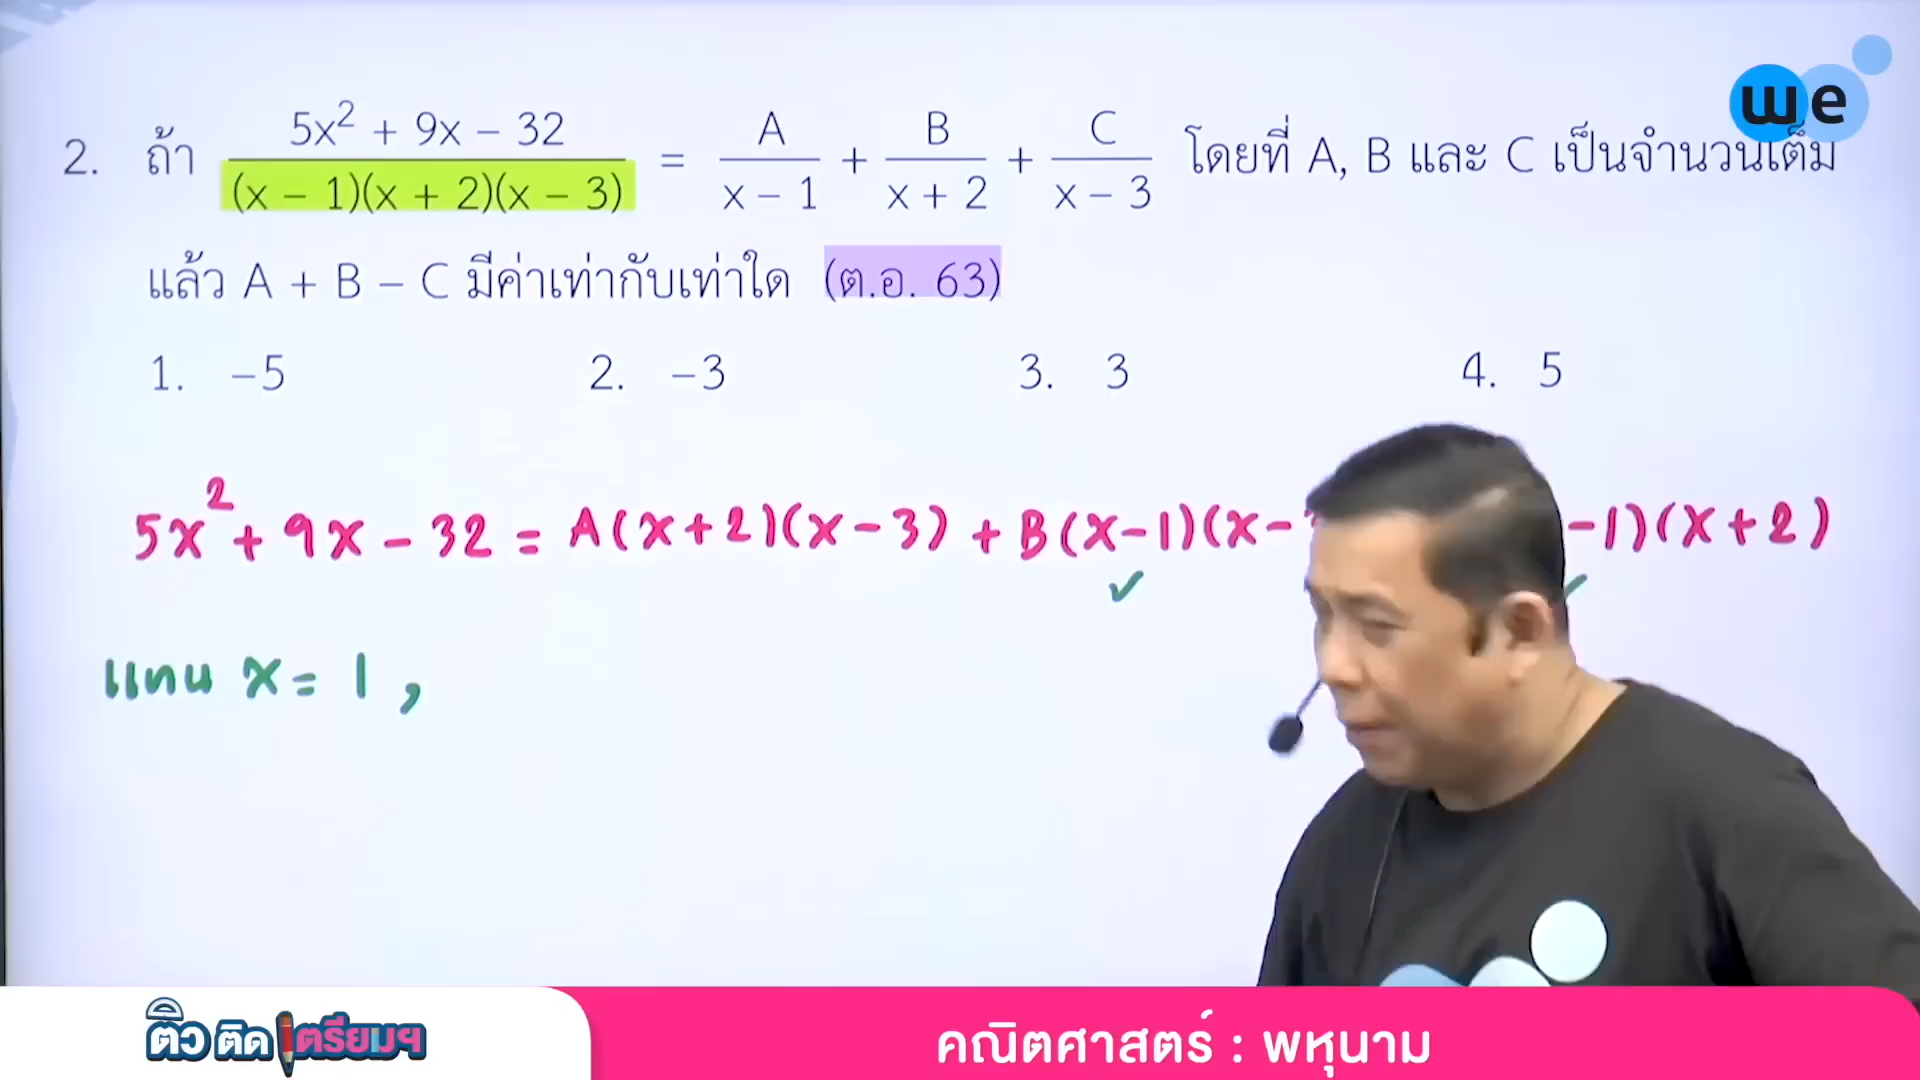 we
2. ถ้า (5x² + 9x – 32)/((x – 1)(x + 2)(x – 3)) = A/(x – 1) + B/(x + 2) + C/(x – 3) โดยที่ A, B และ C เป็นจำนวนเต็ม
แล้ว A + B – C มีค่าเท่ากับเท่าใด (ต.อ. 63)
1. –5 2. –3 3. 3 4. 5
5x² + 9x – 32 = A(x+2)(x–3) + B(x–1)(x– –1)(x+2)
แทน x = 1 ,
ติว ติด เตรียมฯ
คณิตศาสตร์ : พหุนาม